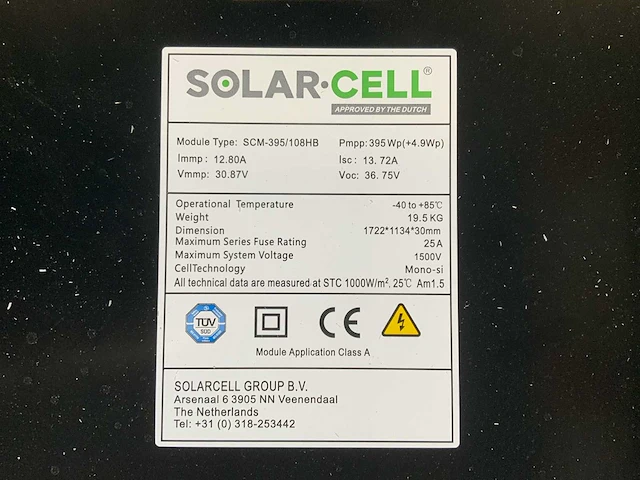 SOLAR·CELL®
APPROVED BY THE DUTCH
Module Type: SCM-395/108HB Pmpp: 395Wp(+4.9Wp)
Immp: 12.80A Isc: 13.72A
Vmmp: 30.87V Voc: 36.75V
Operational Temperature -40 to +85℃
Weight 19.5 KG
Dimension 1722*1134*30mm
Maximum Series Fuse Rating 25A
Maximum System Voltage 1500V
CellTechnology Mono-si
All technical data are measured at STC 1000W/m², 25℃ Am1.5
TÜV
SÜD
CE
Module Application Class A
SOLARCELL GROUP B.V.
Arsenaal 6 3905 NN Veenendaal
The Netherlands
Tel: +31 (0) 318-253442